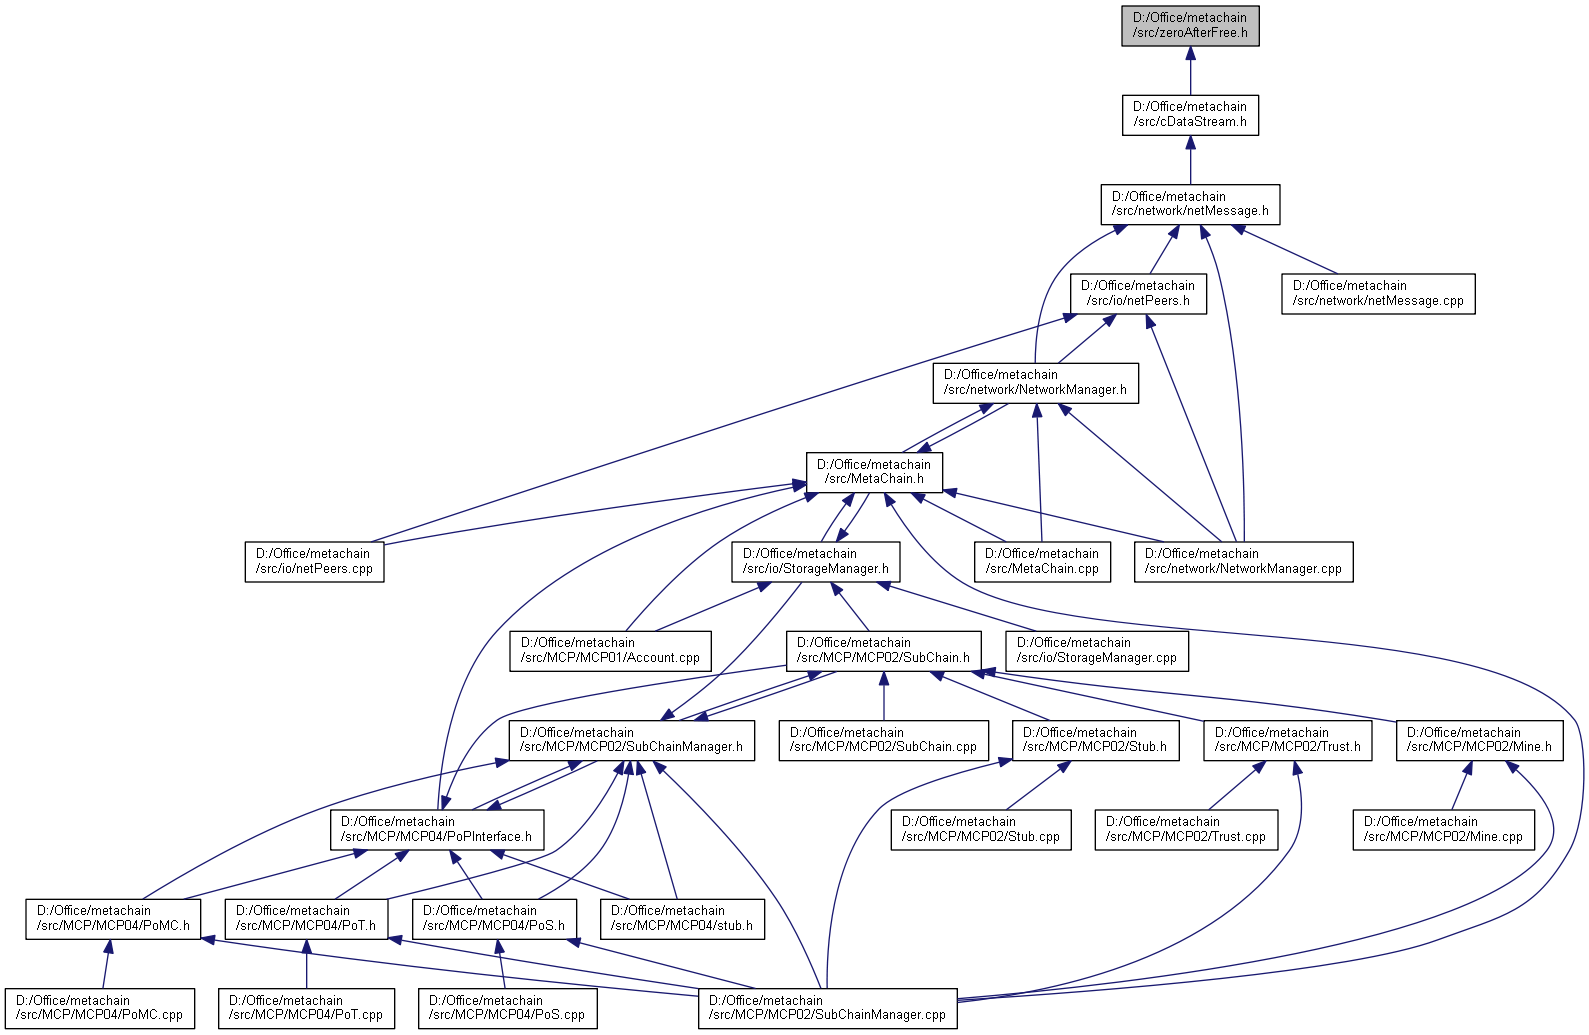 D:/Office/metachain
/src/zeroAfterFree.h
D:/Office/metachain
/src/cDataStream.h
D:/Office/metachain
/src/network/netMessage.h
D:/Office/metachain
/src/io/netPeers.h
D:/Office/metachain
/src/network/netMessage.cpp
D:/Office/metachain
/src/network/NetworkManager.h
D:/Office/metachain
/src/MetaChain.h
D:/Office/metachain
/src/io/netPeers.cpp
D:/Office/metachain
/src/io/StorageManager.h
D:/Office/metachain
/src/MetaChain.cpp
D:/Office/metachain
/src/network/NetworkManager.cpp
D:/Office/metachain
/src/MCP/MCP01/Account.cpp
D:/Office/metachain
/src/MCP/MCP02/SubChain.h
D:/Office/metachain
/src/io/StorageManager.cpp
D:/Office/metachain
/src/MCP/MCP02/SubChainManager.h
D:/Office/metachain
/src/MCP/MCP02/SubChain.cpp
D:/Office/metachain
/src/MCP/MCP02/Stub.h
D:/Office/metachain
/src/MCP/MCP02/Trust.h
D:/Office/metachain
/src/MCP/MCP02/Mine.h
D:/Office/metachain
/src/MCP/MCP04/PoPInterface.h
D:/Office/metachain
/src/MCP/MCP02/Stub.cpp
D:/Office/metachain
/src/MCP/MCP02/Trust.cpp
D:/Office/metachain
/src/MCP/MCP02/Mine.cpp
D:/Office/metachain
/src/MCP/MCP04/PoMC.h
D:/Office/metachain
/src/MCP/MCP04/PoT.h
D:/Office/metachain
/src/MCP/MCP04/PoS.h
D:/Office/metachain
/src/MCP/MCP04/stub.h
D:/Office/metachain
/src/MCP/MCP04/PoMC.cpp
D:/Office/metachain
/src/MCP/MCP04/PoT.cpp
D:/Office/metachain
/src/MCP/MCP04/PoS.cpp
D:/Office/metachain
/src/MCP/MCP02/SubChainManager.cpp